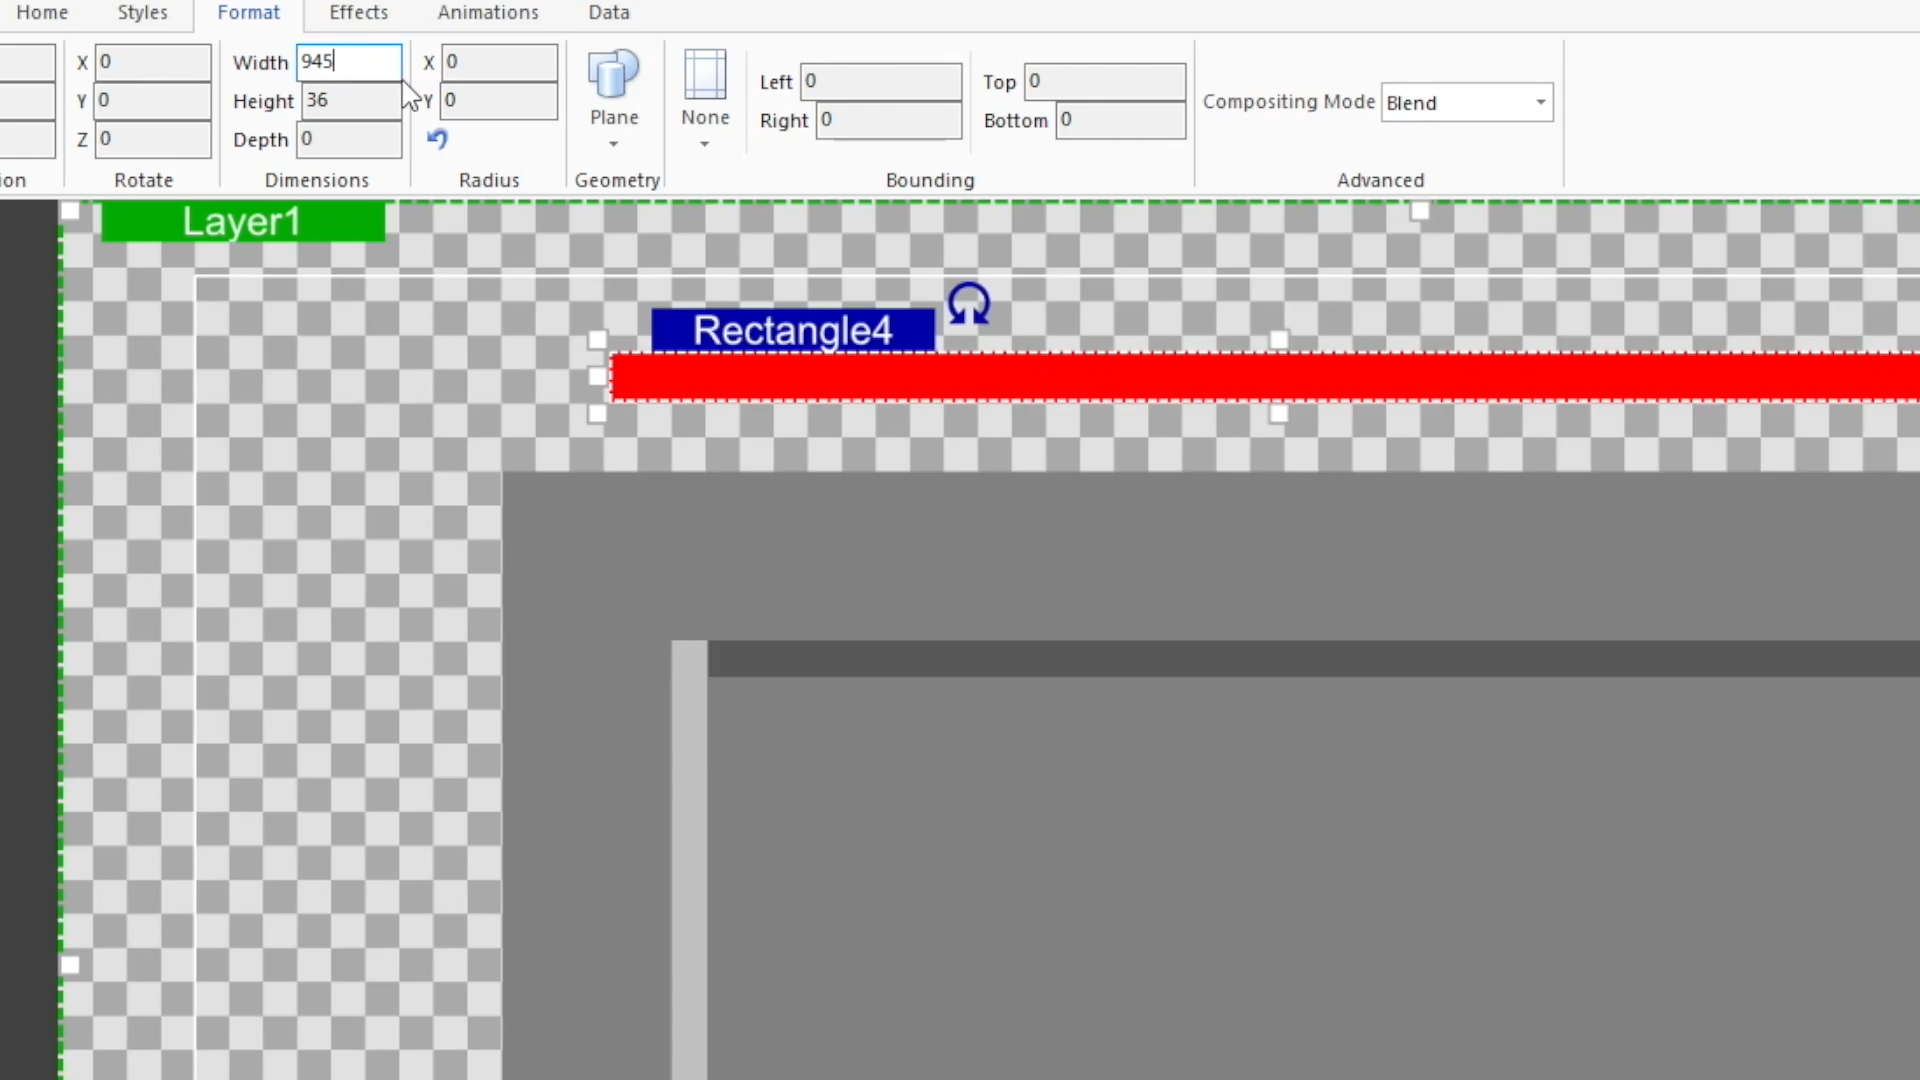 Home Styles Format Effects Animations Data
X 0 Width 945 X 0 Left 0 Top 0
Y 0 Height 36 Y 0 Plane None Right 0 Bottom 0 Compositing Mode Blend
Z 0 Depth 0
ion Rotate Dimensions Radius Geometry Bounding Advanced
Layer1
Rectangle4